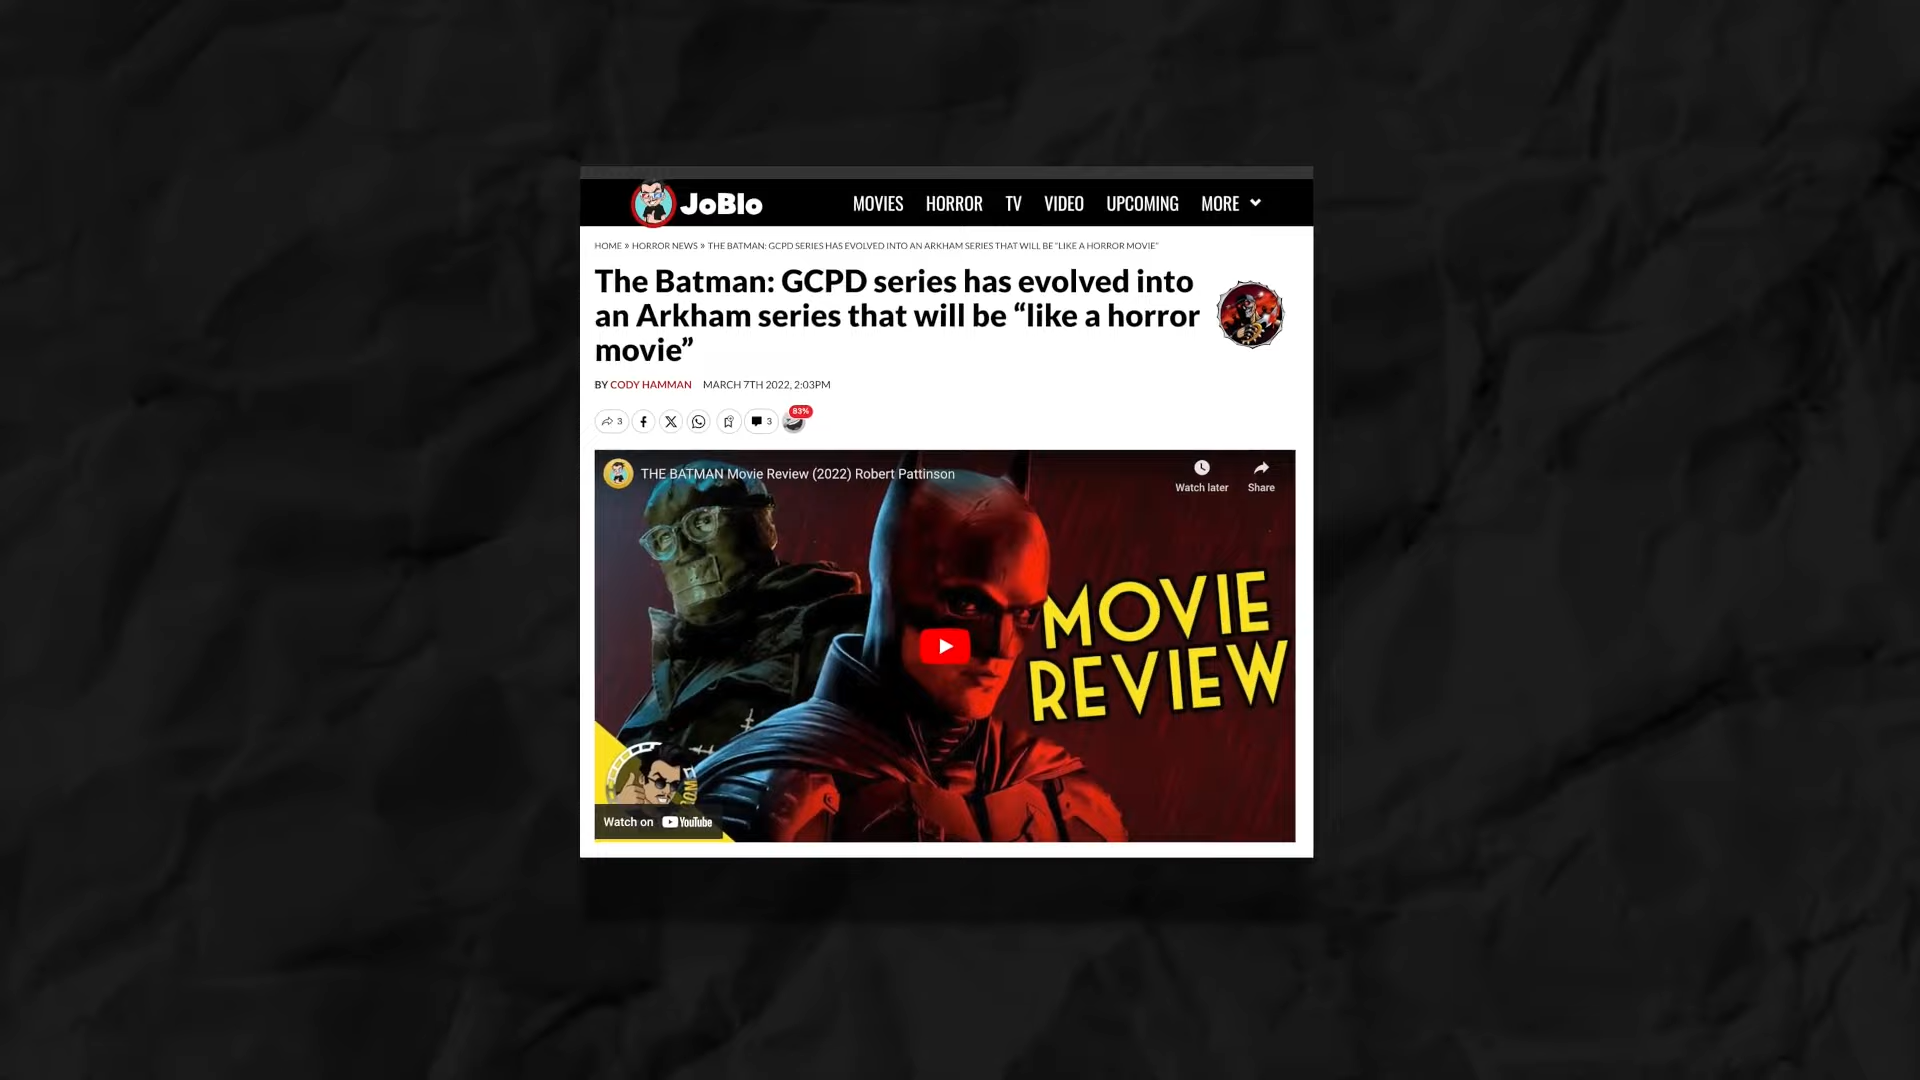 JoBlo
MOVIES HORROR TV VIDEO UPCOMING MORE
HOME » HORROR NEWS » THE BATMAN: GCPD SERIES HAS EVOLVED INTO AN ARKHAM SERIES THAT WILL BE "LIKE A HORROR MOVIE"
The Batman: GCPD series has evolved into
an Arkham series that will be “like a horror
movie”
BY CODY HAMMAN MARCH 7TH 2022, 2:03PM
3 3 83%
THE BATMAN Movie Review (2022) Robert Pattinson
Watch later Share
MOVIE
REVIEW
Watch on YouTube